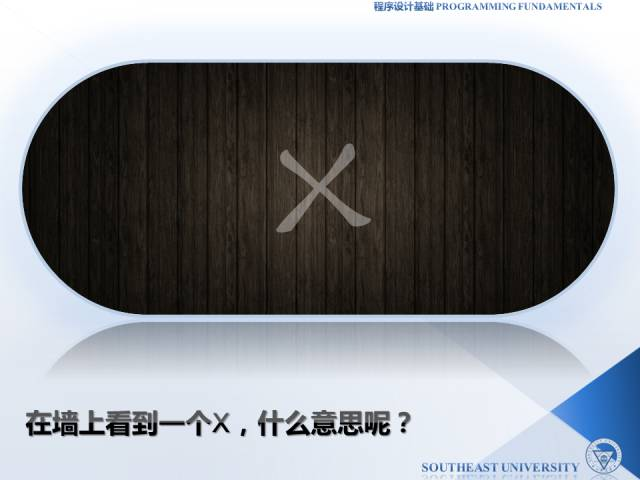 程序设计基础 PROGRAMMING FUNDAMENTALS
X
在墙上看到一个X，什么意思呢？
SOUTHEAST UNIVERSITY